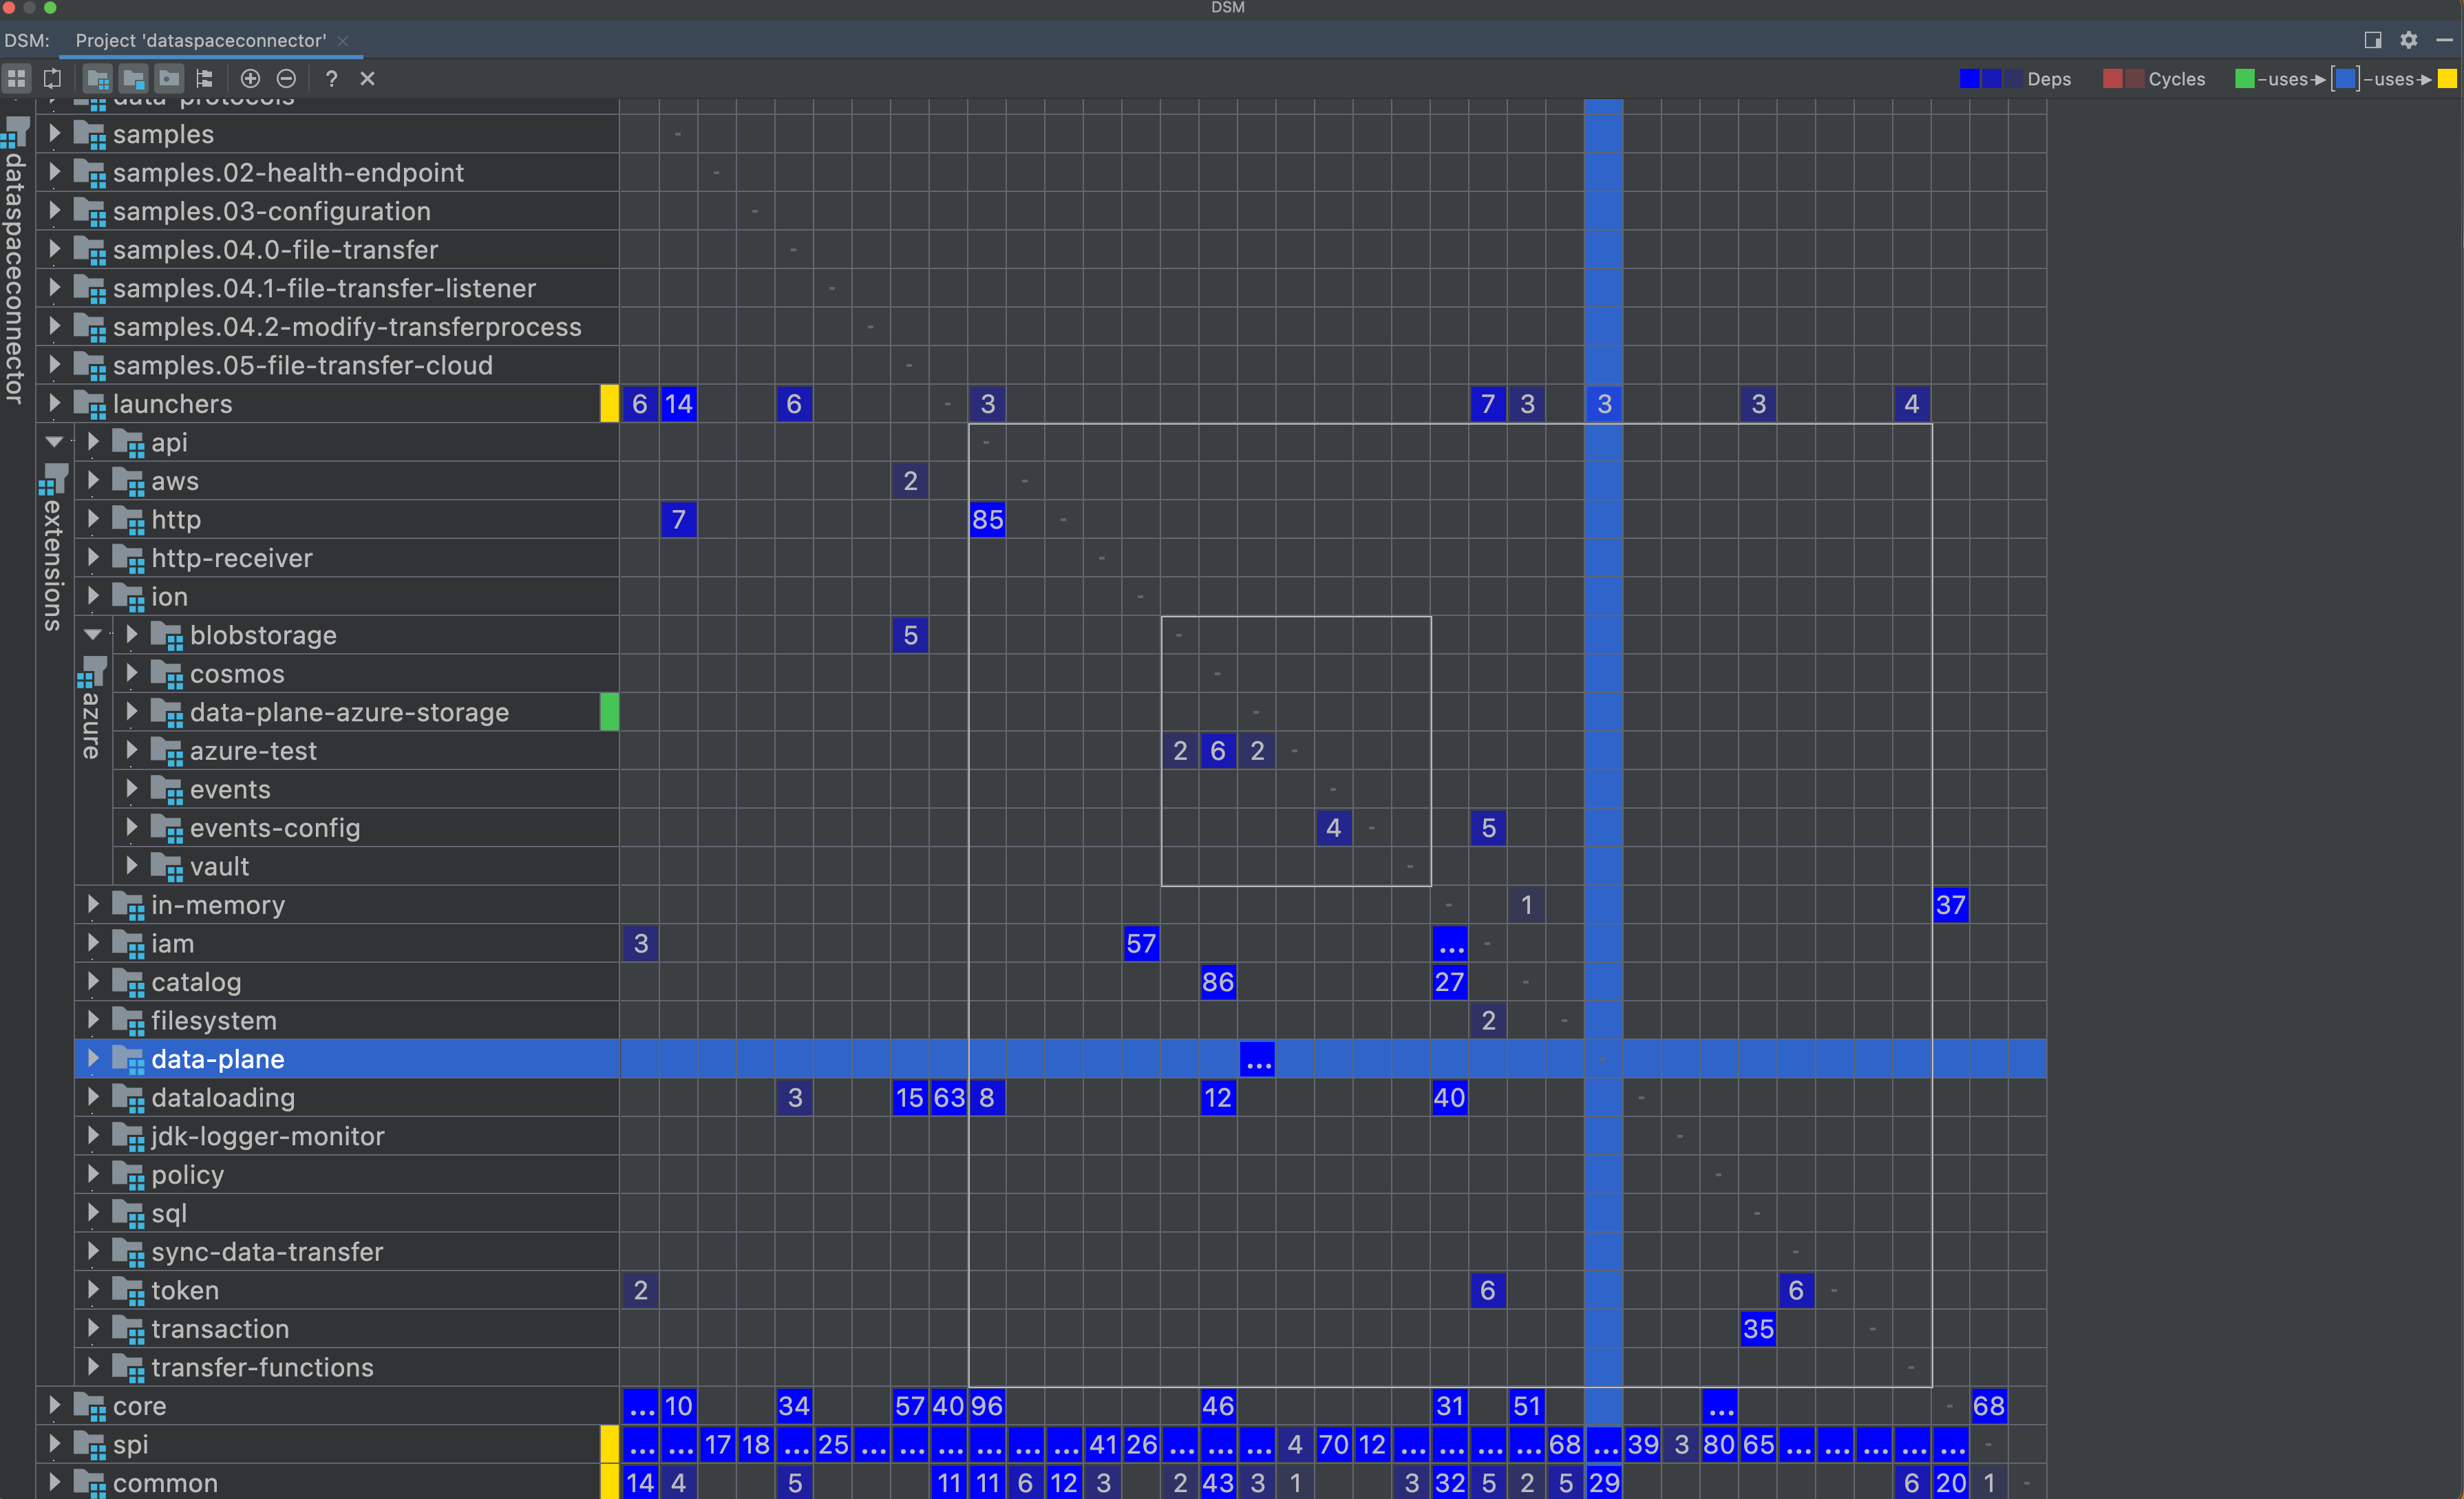 DSM
DSM: Project 'dataspaceconnector'
? Deps Cycles -uses→ [ ] -uses→
data-protocols
dataspaceconnector
samples -
samples.02-health-endpoint -
samples.03-configuration -
samples.04.0-file-transfer -
samples.04.1-file-transfer-listener -
samples.04.2-modify-transferprocess -
samples.05-file-transfer-cloud -
launchers 6 14 6 - 3 7 3 3 3 4
extensions
api -
aws 2 -
http 7 85 -
http-receiver -
ion -
azure
blobstorage 5 -
cosmos -
data-plane-azure-storage -
azure-test 2 6 2 -
events -
events-config 4 - 5
vault -
in-memory - 1 37
iam 3 57 ... -
catalog 86 27 -
filesystem 2 -
data-plane ... -
dataloading 3 15 63 8 12 40 -
jdk-logger-monitor -
policy -
sql -
sync-data-transfer -
token 2 6 6 -
transaction 35 -
transfer-functions -
core ... 10 34 57 40 96 46 31 51 ... - 68
spi ... ... 17 18 ... 25 ... ... ... ... ... ... 41 26 ... ... ... 4 70 12 ... ... ... ... 68 ... 39 3 80 65 ... ... ... ... ... -
common 14 4 5 11 11 6 12 3 2 43 3 1 3 32 5 2 5 29 6 20 1 -